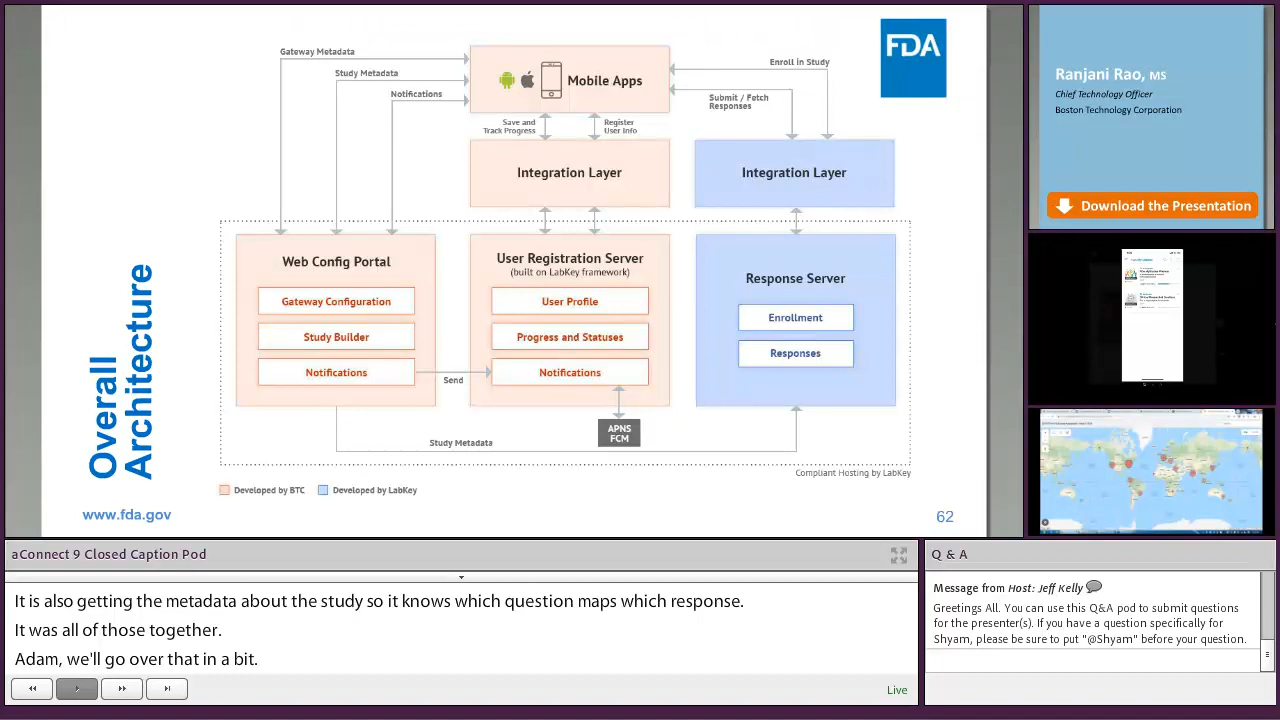 FDA
Gateway Metadata
Study Metadata
Notifications
Mobile Apps
Enroll in Study
Submit / Fetch
Responses
Save and
Track Progress
Register
User Info
Integration Layer
Integration Layer
Web Config Portal
Gateway Configuration
Study Builder
Notifications
Send
User Registration Server
(built on LabKey framework)
User Profile
Progress and Statuses
Notifications
Response Server
Enrollment
Responses
APNS
FCM
Study Metadata
Compliant Hosting by LabKey
Developed by BTC
Developed by LabKey
Overall
Architecture
www.fda.gov
62
Ranjani Rao, MS
Chief Technology Officer
Boston Technology Corporation
Download the Presentation
aConnect 9 Closed Caption Pod
It is also getting the metadata about the study so it knows which question maps which response.
It was all of those together.
Adam, we'll go over that in a bit.
Live
Q & A
Message from Host: Jeff Kelly
Greetings All. You can use this Q&A pod to submit questions
for the presenter(s). If you have a question specifically for
Shyam, please be sure to put "@Shyam" before your question.